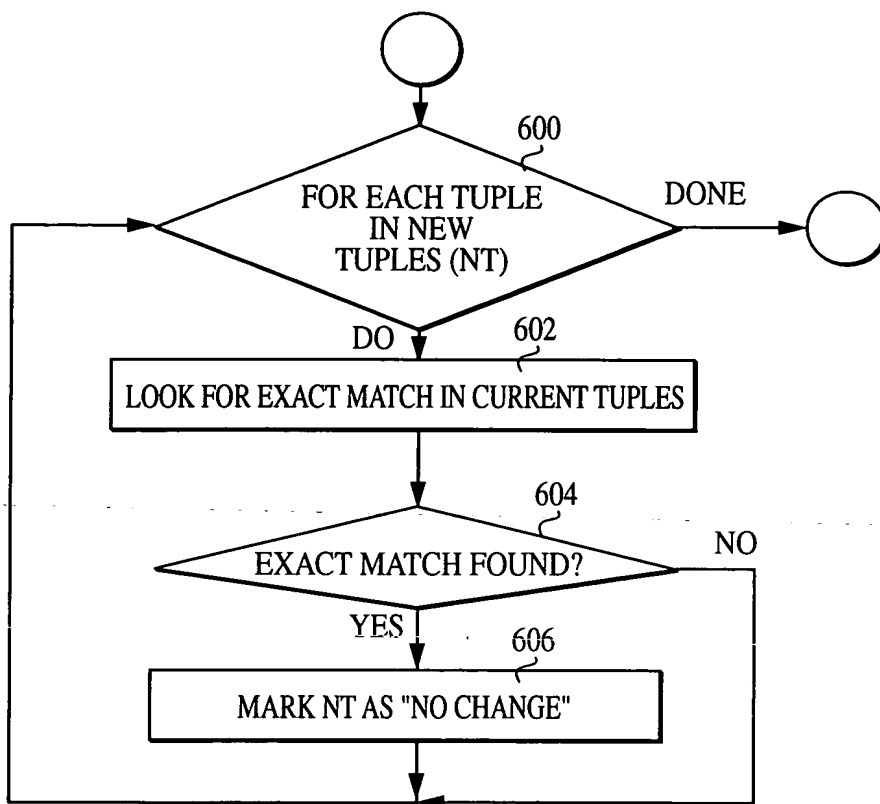 600
FOR EACH TUPLE
IN NEW
TUPLES (NT)
DONE
DO
602
LOOK FOR EXACT MATCH IN CURRENT TUPLES
604
EXACT MATCH FOUND?
NO
YES
606
MARK NT AS "NO CHANGE"